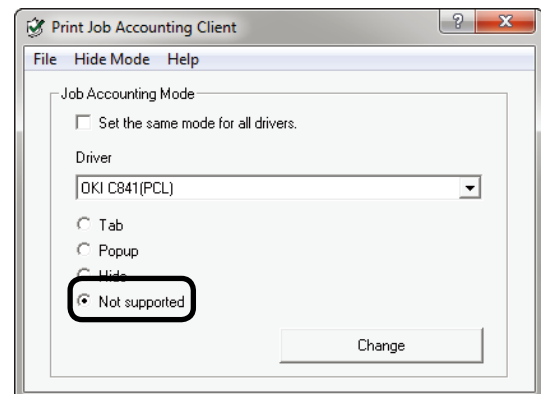 Print Job Accounting Client
File Hide Mode Help
Job Accounting Mode
Set the same mode for all drivers.
Driver
OKI C841(PCL)
Tab
Popup
Hide
Not supported
Change